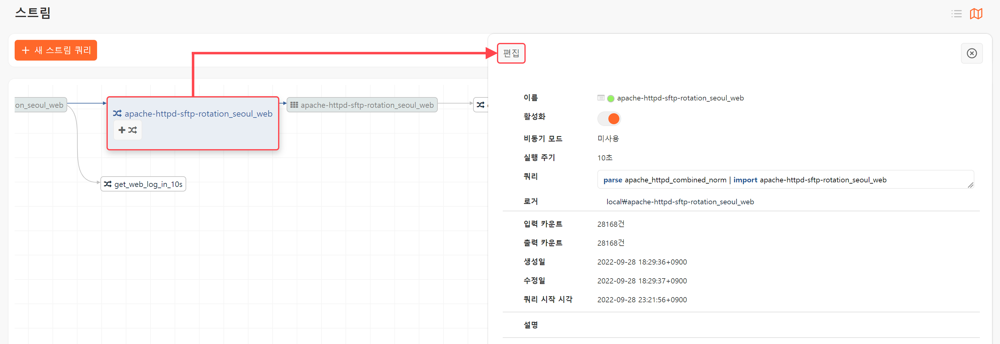 스트림
새 스트림 쿼리
on_seoul_web
apache-httpd-sftp-rotation_seoul_web
apache-httpd-sftp-rotation_seoul_web
get_web_log_in_10s
편집
이름 apache-httpd-sftp-rotation_seoul_web
활성화
비동기 모드 미사용
실행 주기 10초
쿼리 parse apache_httpd_combined_norm | import apache-httpd-sftp-rotation_seoul_web
로거 local₩apache-httpd-sftp-rotation_seoul_web
입력 카운트 28168건
출력 카운트 28168건
생성일 2022-09-28 18:29:36+0900
수정일 2022-09-28 18:29:37+0900
쿼리 시작 시각 2022-09-28 23:21:56+0900
설명